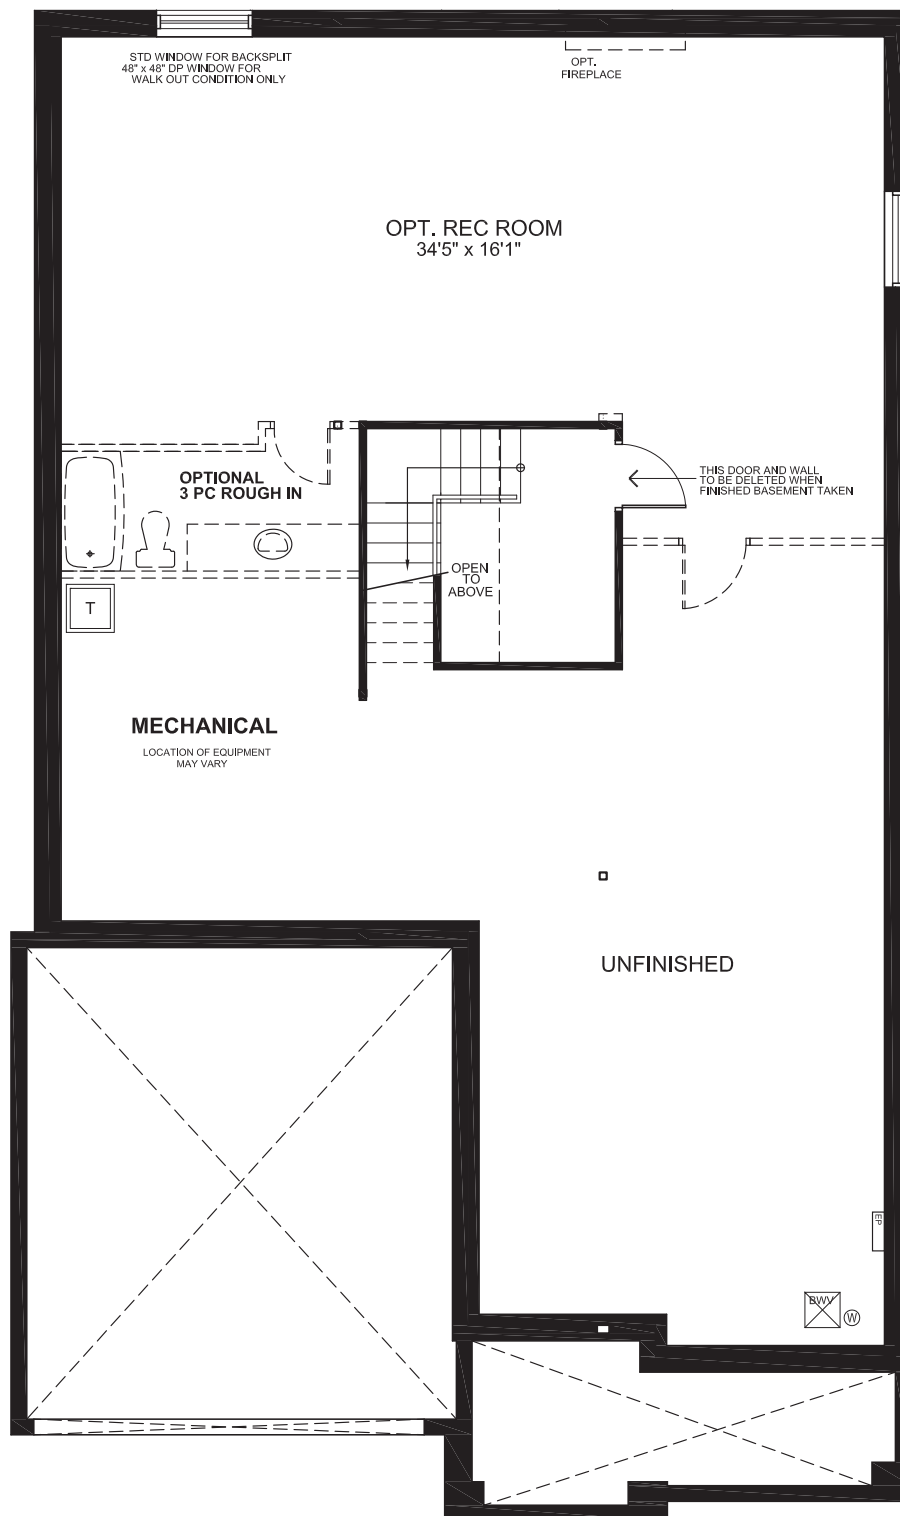 STD WINDOW FOR BACKSPLIT
48" x 48" DP WINDOW FOR
WALK OUT CONDITION ONLY
OPT.
FIREPLACE
OPT. REC ROOM
34'5" x 16'1"
OPTIONAL
3 PC ROUGH IN
THIS DOOR AND WALL
TO BE DELETED WHEN
FINISHED BASEMENT TAKEN
OPEN
TO
ABOVE
T
MECHANICAL
LOCATION OF EQUIPMENT
MAY VARY
UNFINISHED
EP
BWV
W